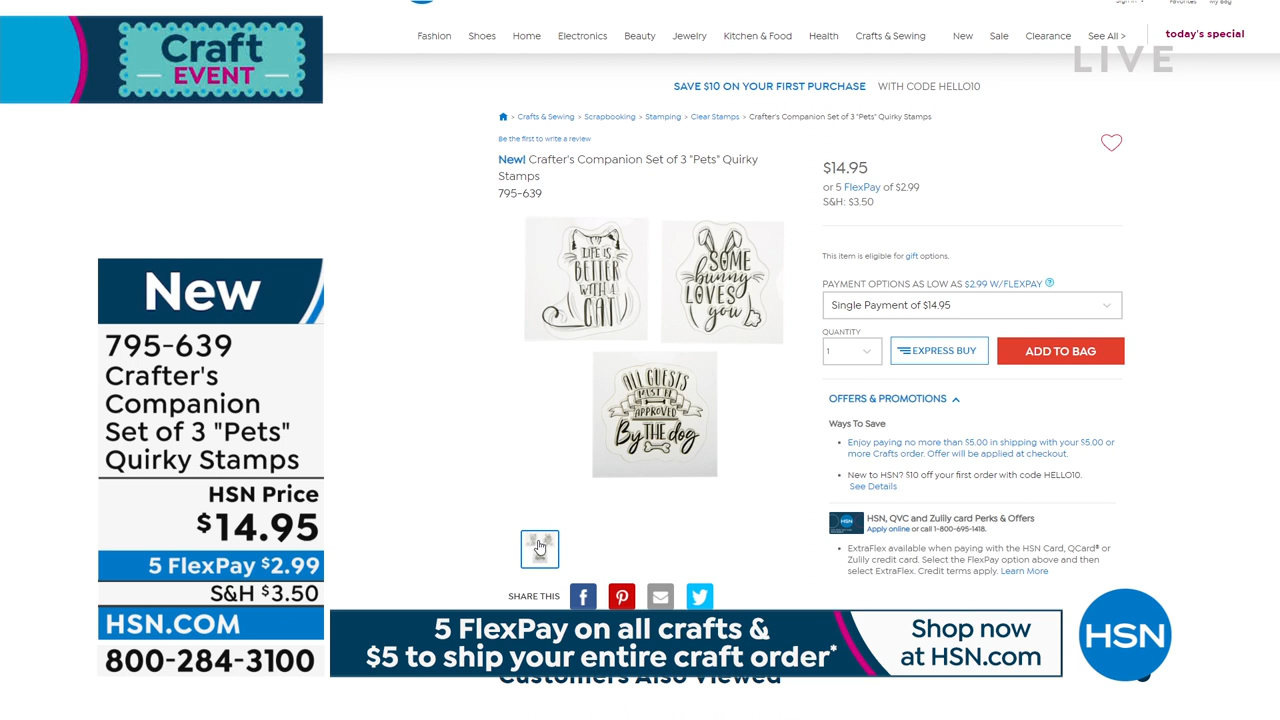 Craft
EVENT
Sign In
Favorites
My Bag
Fashion Shoes Home Electronics Beauty Jewelry Kitchen & Food Health Crafts & Sewing New Sale Clearance See All > today's special
LIVE
SAVE $10 ON YOUR FIRST PURCHASE WITH CODE HELLO10
> Crafts & Sewing > Scrapbooking > Stamping > Clear Stamps > Crafter's Companion Set of 3 "Pets" Quirky Stamps
Be the first to write a review
New! Crafter's Companion Set of 3 "Pets" Quirky
Stamps
795-639
LIFE IS
BETTER
WITH A
CAT
SOME
bunny
LOVES
you
ALL GUESTS
MUST BE
APPROVED
By THE dog
SHARE THIS
$14.95
or 5 FlexPay of $2.99
S&H: $3.50
This item is eligible for gift options.
PAYMENT OPTIONS AS LOW AS $2.99 W/FLEXPAY ?
Single Payment of $14.95
QUANTITY
1
EXPRESS BUY
ADD TO BAG
OFFERS & PROMOTIONS
Ways To Save
• Enjoy paying no more than $5.00 in shipping with your $5.00 or
more Crafts order. Offer will be applied at checkout.
• New to HSN? $10 off your first order with code HELLO10.
See Details
HSN
HSN, QVC and Zulily card Perks & Offers
Apply online or call 1-800-695-1418.
• ExtraFlex available when paying with the HSN Card, QCard® or
Zulily credit card. Select the FlexPay option above and then
select ExtraFlex. Credit terms apply. Learn More
New
795-639
Crafter's
Companion
Set of 3 "Pets"
Quirky Stamps
HSN Price
$14.95
5 FlexPay $2.99
S&H $3.50
HSN.COM
800-284-3100
5 FlexPay on all crafts &
$5 to ship your entire craft order*
Shop now
at HSN.com
HSN
Customers Also Viewed